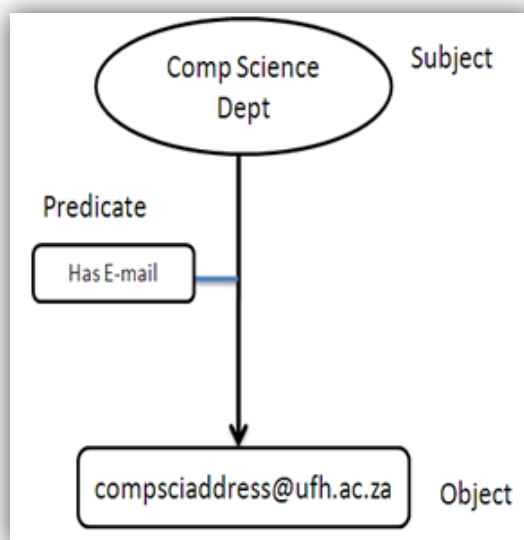 Comp Science
Dept
Subject
Predicate
Has E-mail
compsciaddress@ufh.ac.za
Object